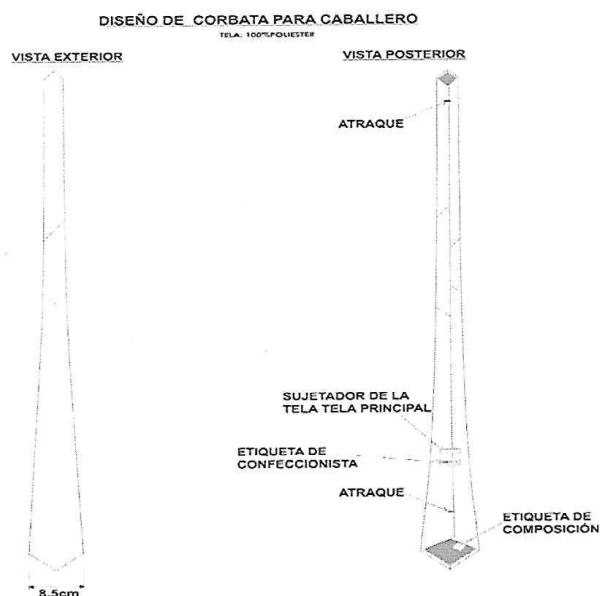 DISEÑO DE CORBATA PARA CABALLERO
TELA: 100%POLIESTER
VISTA EXTERIOR
VISTA POSTERIOR
ATRAQUE
SUJETADOR DE LA
TELA TELA PRINCIPAL
ETIQUETA DE
CONFECCIONISTA
ATRAQUE
ETIQUETA DE
COMPOSICIÓN
8.5cm